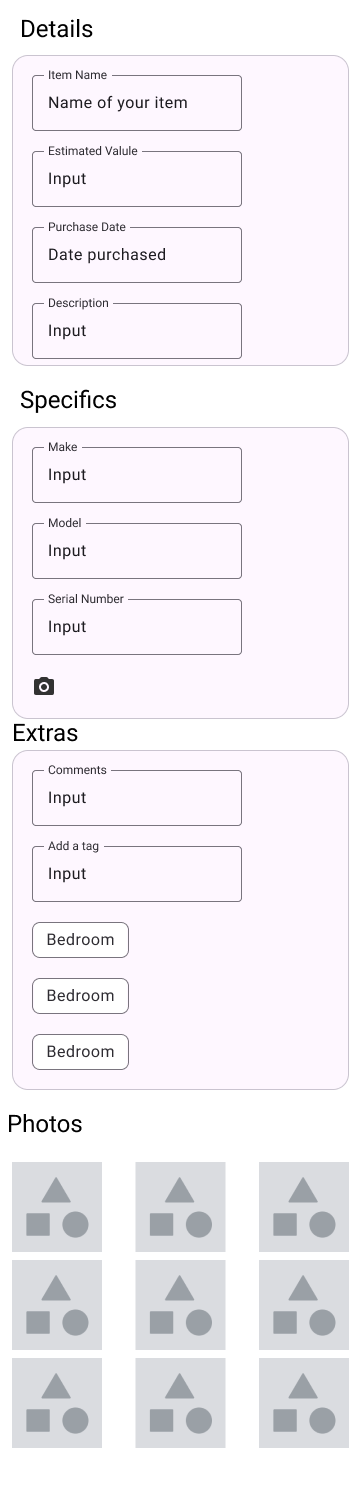 Details
Item Name
Name of your item
Estimated Valule
Input
Purchase Date
Date purchased
Description
Input
Specifics
Make
Input
Model
Input
Serial Number
Input
Extras
Comments
Input
Add a tag
Input
Bedroom
Bedroom
Bedroom
Photos